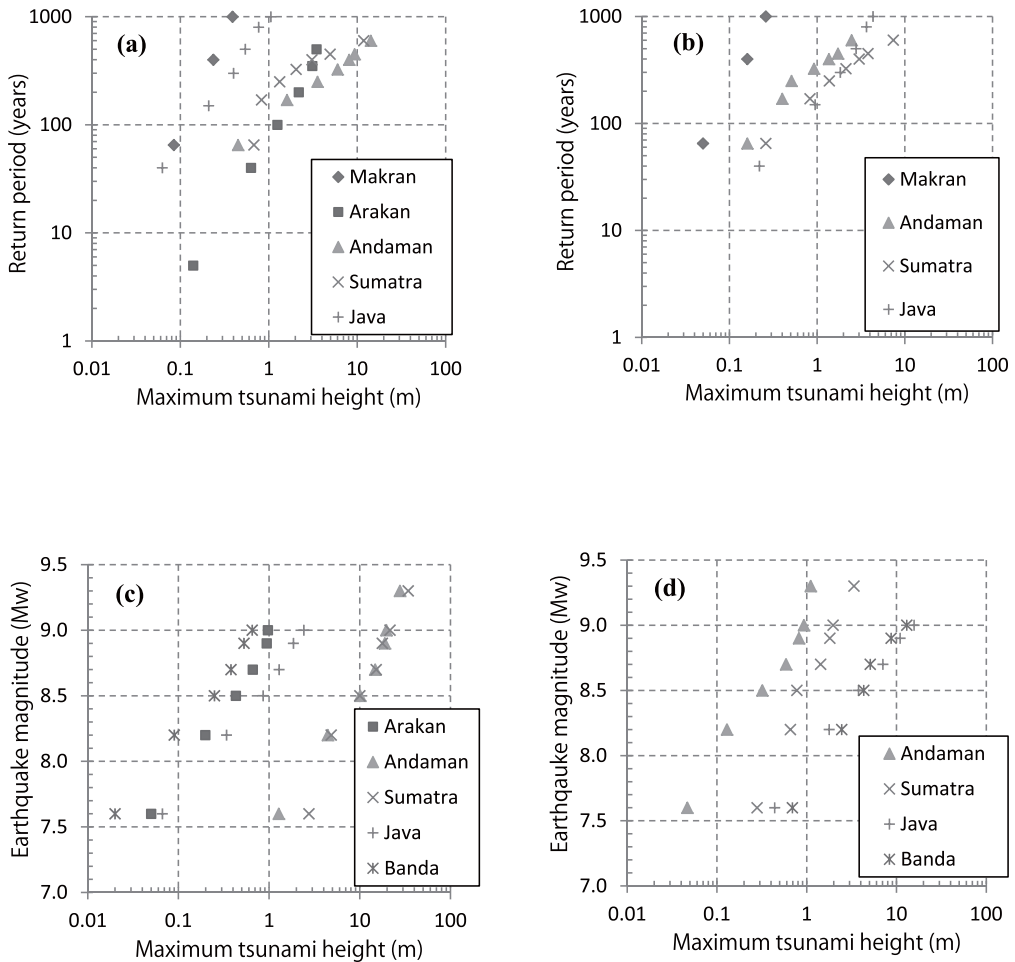 (a)
Return period (years)
1000
100
10
1
0.01
0.1
1
10
100
Maximum tsunami height (m)
Makran
Arakan
Andaman
Sumatra
Java
(b)
Return period (years)
1000
100
10
1
0.01
0.1
1
10
100
Maximum tsunami height (m)
Makran
Andaman
Sumatra
Java
(c)
Earthquake magnitude (Mw)
9.5
9.0
8.5
8.0
7.5
7.0
0.01
0.1
1
10
100
Maximum tsunami height (m)
Arakan
Andaman
Sumatra
Java
Banda
(d)
Earthqauke magnitude (Mw)
9.5
9.0
8.5
8.0
7.5
7.0
0.01
0.1
1
10
100
Maximum tsunami height (m)
Andaman
Sumatra
Java
Banda